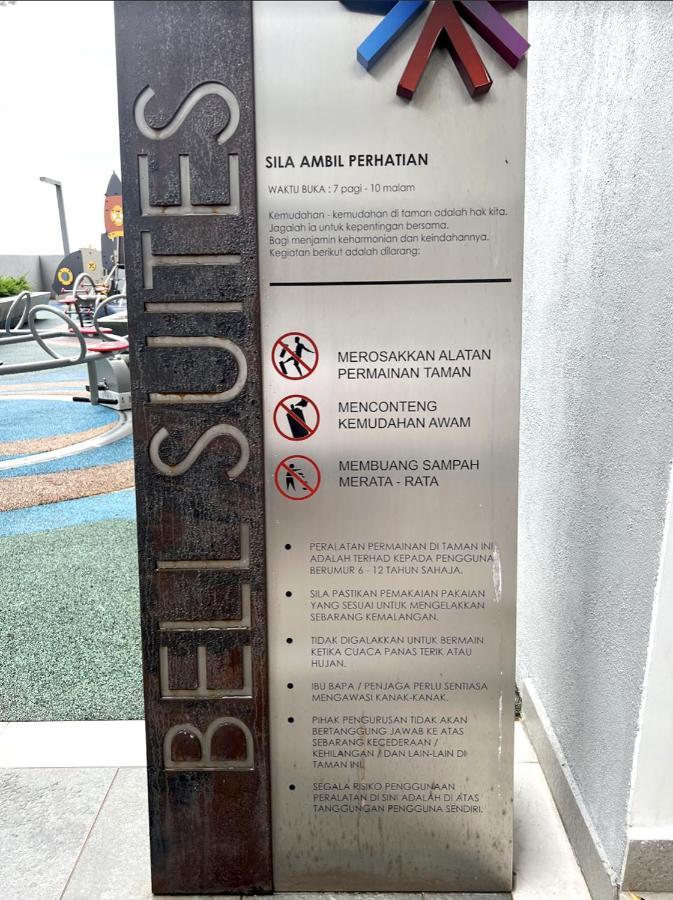 BELL SUITES
SILA AMBIL PERHATIAN
WAKTU BUKA : 7 pagi - 10 malam
Kemudahan - kemudahan di taman adalah hak kita.
Jagalah ia untuk kepentingan bersama.
Bagi menjamin keharmonian dan keindahannya.
Kegiatan berikut adalah dilarang:
MEROSAKKAN ALATAN
PERMAINAN TAMAN
MENCONTENG
KEMUDAHAN AWAM
MEMBUANG SAMPAH
MERATA - RATA
PERALATAN PERMAINAN DI TAMAN INI
ADALAH TERHAD KEPADA PENGGUNA
BERUMUR 6 - 12 TAHUN SAHAJA.
SILA PASTIKAN PEMAKAIAN PAKAIAN
YANG SESUAI UNTUK MENGELAKKAN
SEBARANG KEMALANGAN.
TIDAK DIGALAKKAN UNTUK BERMAIN
KETIKA CUACA PANAS TERIK ATAU
HUJAN.
IBU BAPA / PENJAGA PERLU SENTIASA
MENGAWASI KANAK-KANAK.
PIHAK PENGURUSAN TIDAK AKAN
BERTANGGUNG JAWAB KE ATAS
SEBARANG KECEDERAAN /
KEHILANGAN / DAN LAIN-LAIN DI
TAMAN INI.
SEGALA RISIKO PENGGUNAAN
PERALATAN DI SINI ADALAH DI ATAS
TANGGUNGAN PENGGUNA SENDIRI.